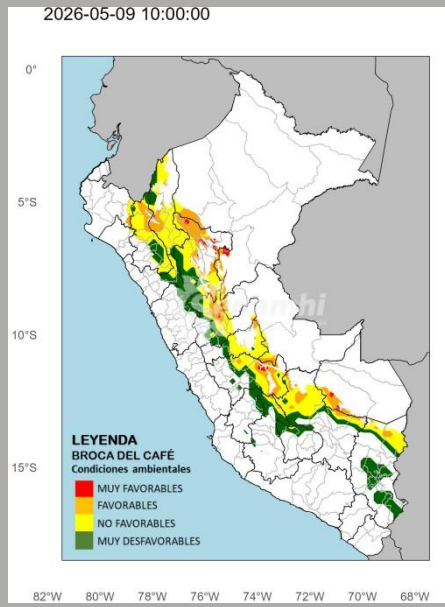 2026-05-09 10:00:00
0°
5°S
10°S
15°S
senamhi
LEYENDA
BROCA DEL CAFÉ
Condiciones ambientales
MUY FAVORABLES
FAVORABLES
NO FAVORABLES
MUY DESFAVORABLES
82°W 80°W 78°W 76°W 74°W 72°W 70°W 68°W